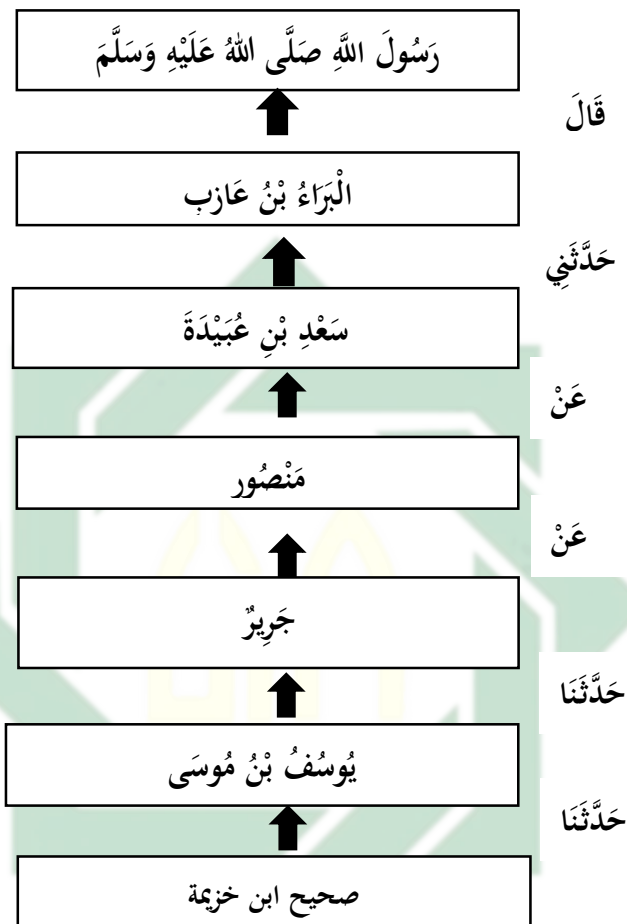 رَسُولَ اللَّهِ صَلَّى اللهُ عَلَيْهِ وَسَلَّمَ
قَالَ
الْبَرَاءُ بْنُ عَازِبٍ
حَدَّثَنِي
سَعْدِ بْنِ عُبَيْدَةَ
عَنْ
مَنْصُور
عَنْ
جَرِيرٌ
حَدَّثَنَا
يُوسُفُ بْنُ مُوسَى
حَدَّثَنَا
صحيح ابن خزيمة